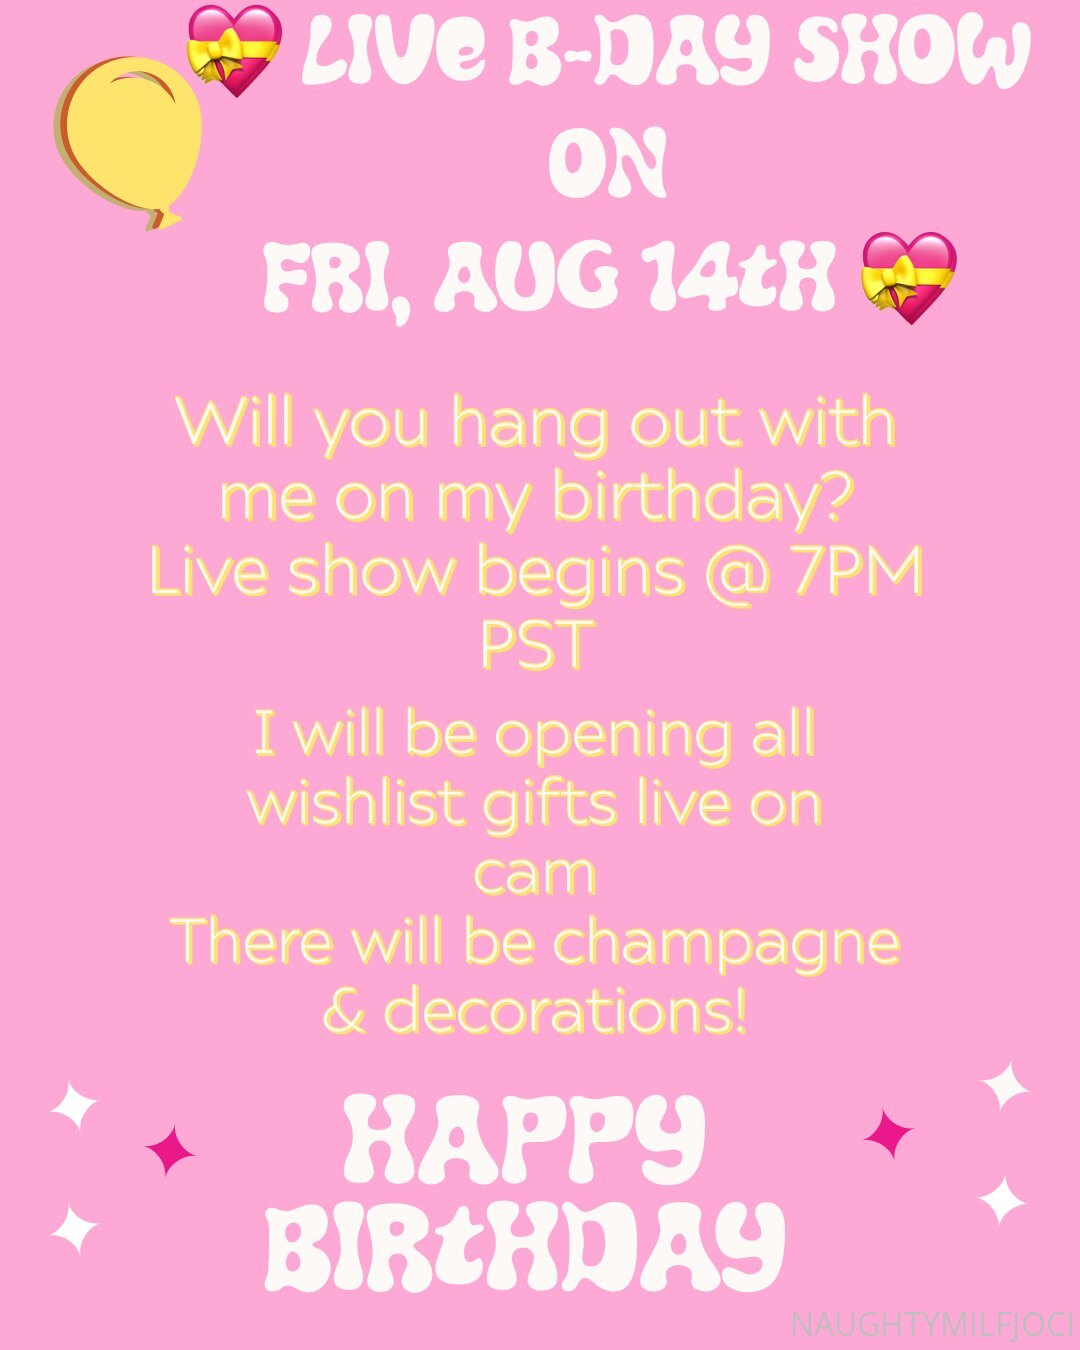 💝 LIVe B-DAY SHOW
ON
FRI, AUG 14tH 💝
Will you hang out with
me on my birthday?
Live show begins @ 7PM
PST
I will be opening all
wishlist gifts live on
cam
There will be champagne
& decorations!
HAPPY
BIRtHDAY
NAUGHTYMILFJOCI